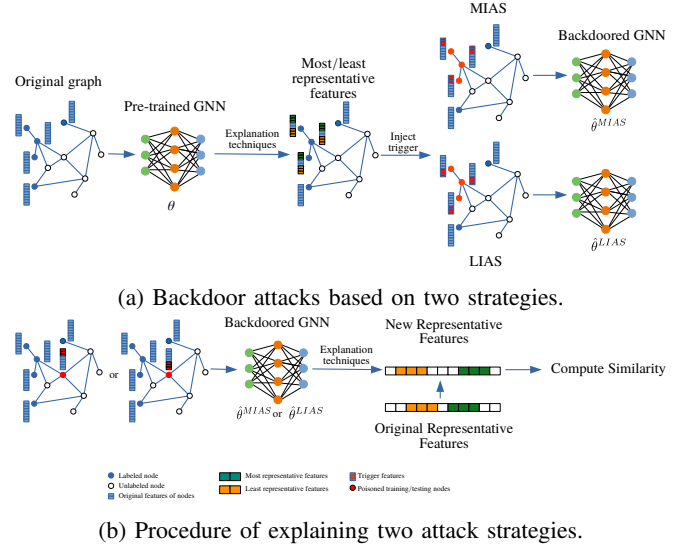 MIAS
Backdoored GNN
Original graph
Pre-trained GNN
Most/least
representative
features
Explanation
techniques
Inject
trigger
θ
θ̂^{MIAS}
LIAS
θ̂^{LIAS}
(a) Backdoor attacks based on two strategies.
Backdoored GNN
or
Explanation
techniques
New Representative
Features
Compute Similarity
θ̂^{MIAS} or θ̂^{LIAS}
Original Representative
Features
Labeled node
Unlabeled node
Original features of nodes
Most representative features
Least representative features
Trigger features
Poisoned training/testing nodes
(b) Procedure of explaining two attack strategies.